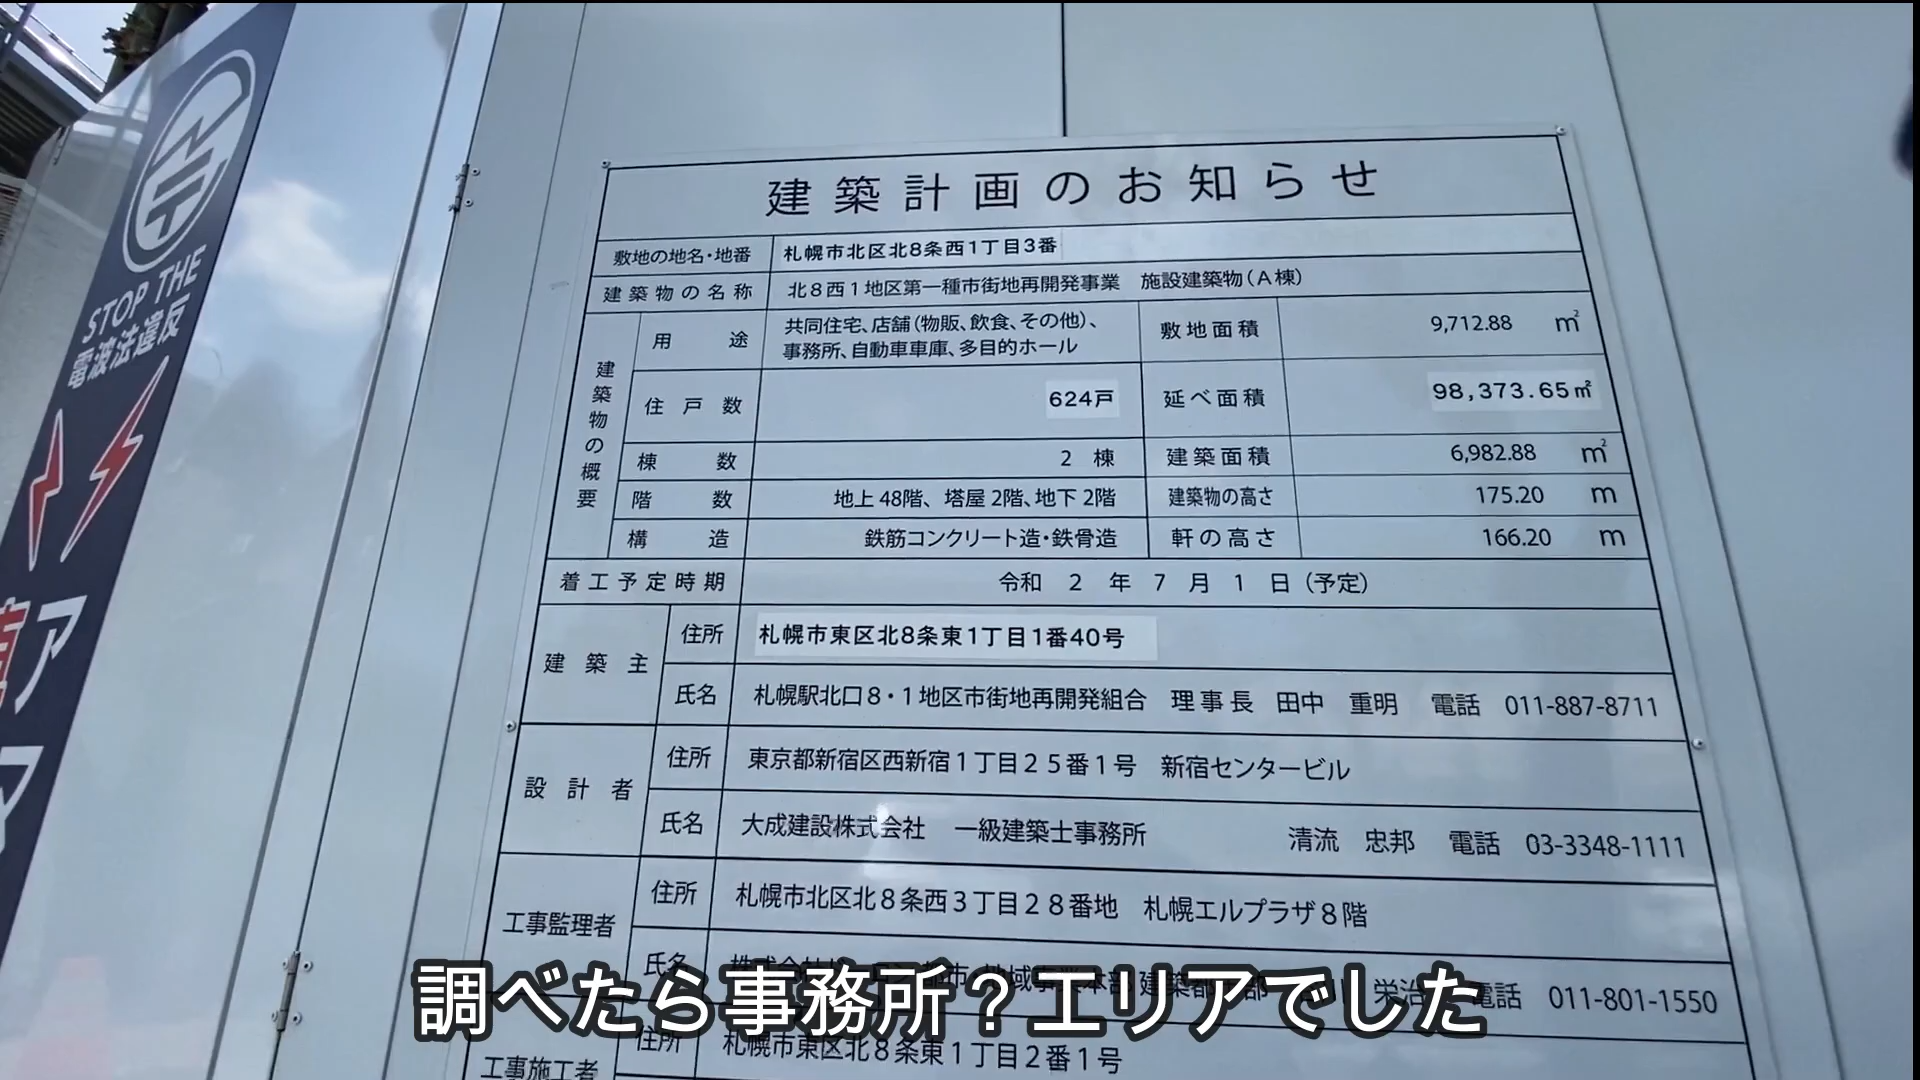 STOP THE
電波法違反
建築計画のお知らせ
敷地の地名・地番 札幌市北区北8条西1丁目3番
建築物の名称 北8西1地区第一種市街地再開発事業 施設建築物(A棟)
建築物の概要
用途 共同住宅、店舗(物販、飲食、その他)、事務所、自動車車庫、多目的ホール 敷地面積 9,712.88 ㎡
住戸数 624戸 延べ面積 98,373.65㎡
棟数 2 棟 建築面積 6,982.88 ㎡
階数 地上48階、塔屋2階、地下2階 建築物の高さ 175.20 m
構造 鉄筋コンクリート造・鉄骨造 軒の高さ 166.20 m
着工予定時期 令和 2 年 7 月 1 日(予定)
建築主
住所 札幌市東区北8条東1丁目1番40号
氏名 札幌駅北口8・1地区市街地再開発組合 理事長 田中 重明 電話 011-887-8711
設計者
住所 東京都新宿区西新宿1丁目25番1号 新宿センタービル
氏名 大成建設株式会社 一級建築士事務所 清流 忠邦 電話 03-3348-1111
工事監理者
住所 札幌市北区北8条西3丁目28番地 札幌エルプラザ8階
氏名 電話 011-801-1550
調べたら事務所?エリアでした
工事施工者
住所 札幌市東区北8条東1丁目2番1号